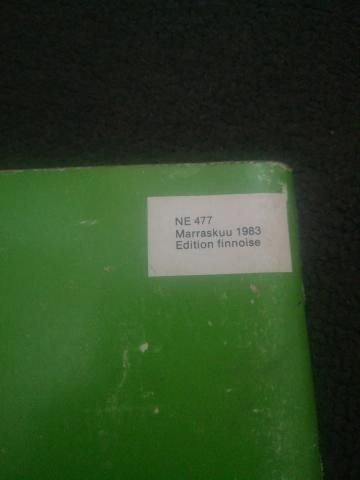 NE 477
Marraskuu 1983
Edition finnoise